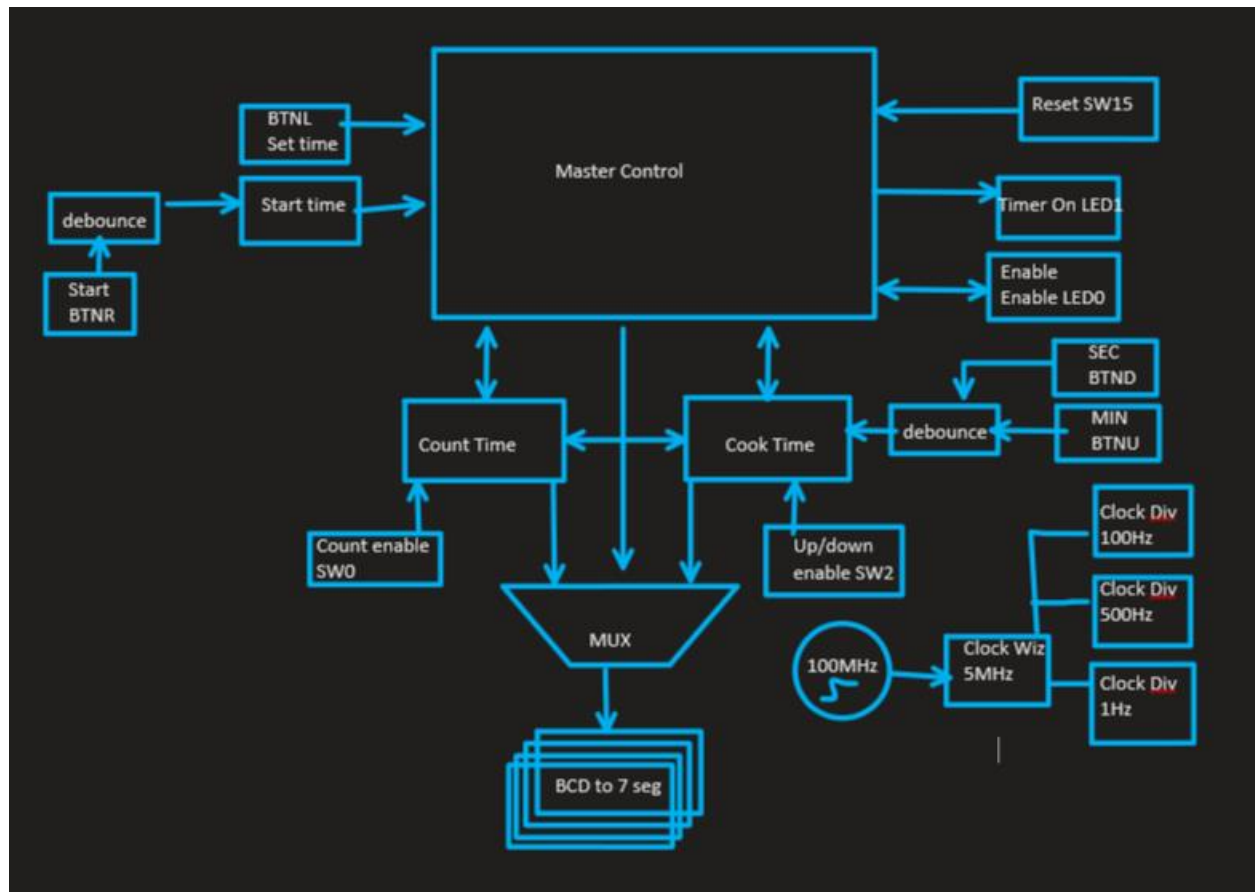 BTNL
Set time
Reset SW15
Master Control
Start time
Timer On LED1
debounce
Enable
Enable LED0
Start
BTNR
SEC
BTND
MIN
BTNU
debounce
Count Time
Cook Time
Count enable
SW0
Up/down
enable SW2
Clock Div
100Hz
Clock Div
500Hz
MUX
100MHz
Clock Wiz
5MHz
Clock Div
1Hz
BCD to 7 seg